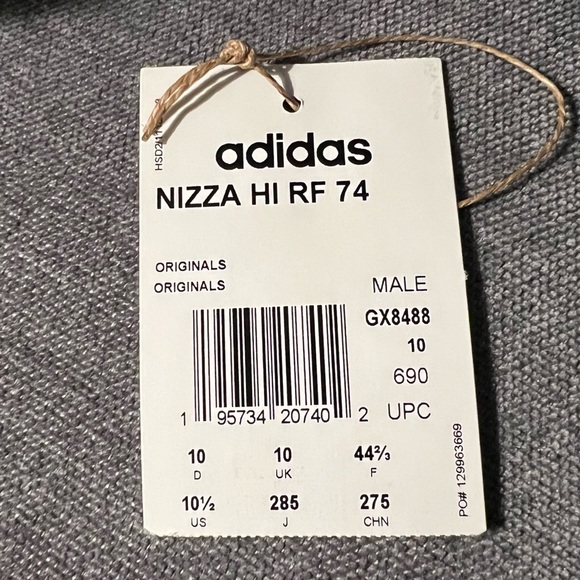 adidas
NIZZA HI RF 74
ORIGINALS
ORIGINALS
MALE
GX8488
10
690
1 95734 20740 2 UPC
10 10 44⅔
D UK F
10½ 285 275
US J CHN
PO# 129963669